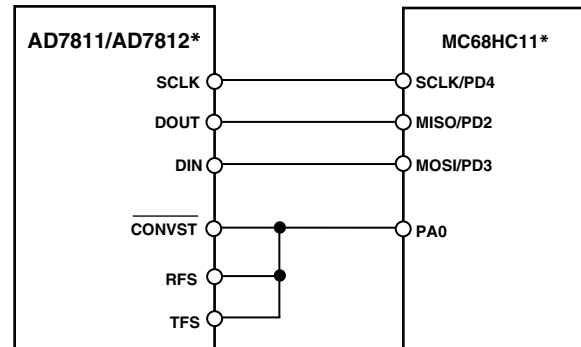 AD7811/AD7812*
MC68HC11*
SCLK
SCLK/PD4
DOUT
MISO/PD2
DIN
MOSI/PD3
CONVST
PA0
RFS
TFS